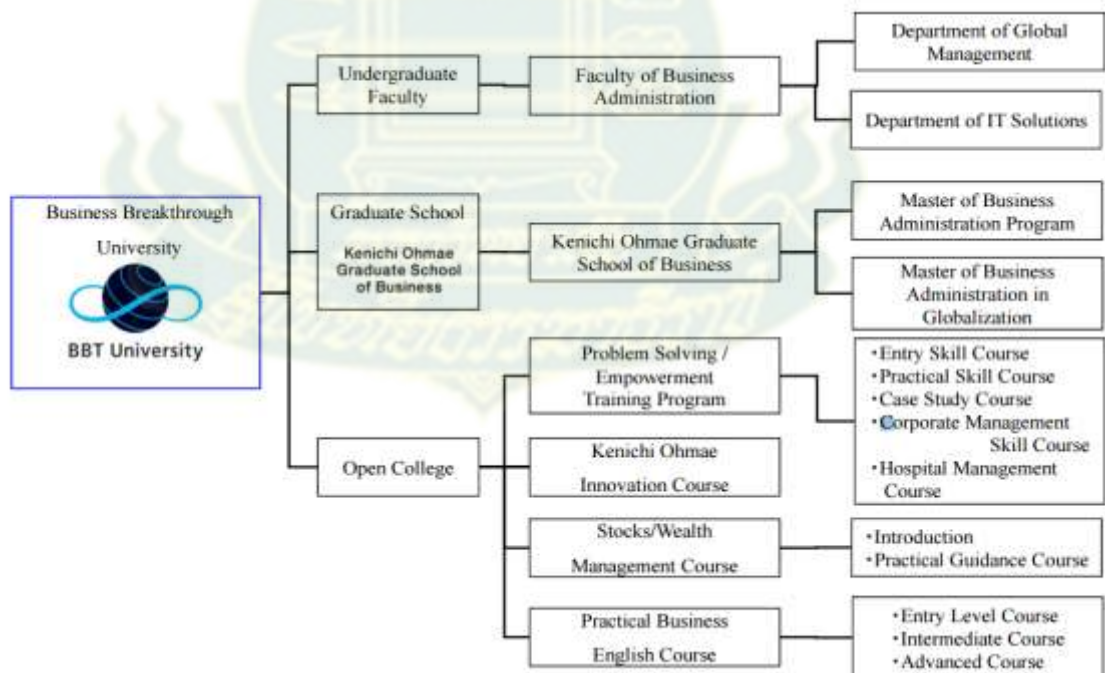 Business Breakthrough
University
BBT University
Undergraduate
Faculty
Faculty of Business
Administration
Department of Global
Management
Department of IT Solutions
Graduate School
Kenichi Ohmae
Graduate School
of Business
Kenichi Ohmae Graduate
School of Business
Master of Business
Administration Program
Master of Business
Administration in
Globalization
Open College
Problem Solving /
Empowerment
Training Program
・Entry Skill Course
・Practical Skill Course
・Case Study Course
・Corporate Management
Skill Course
・Hospital Management
Course
Kenichi Ohmae
Innovation Course
Stocks/Wealth
Management Course
・Introduction
・Practical Guidance Course
Practical Business
English Course
・Entry Level Course
・Intermediate Course
・Advanced Course